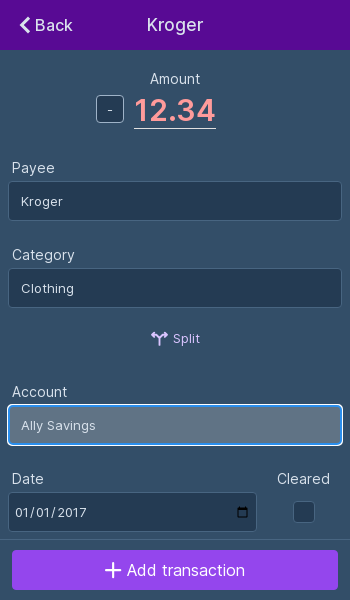 Back Kroger
Amount
- 12.34
Payee
Kroger
Category
Clothing
Split
Account
Ally Savings
Date Cleared
01/01/2017
Add transaction